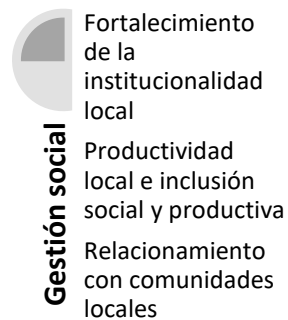 Fortalecimiento
de la
institucionalidad
local
Productividad
local e inclusión
social y productiva
Relacionamiento
con comunidades
locales
Gestión social